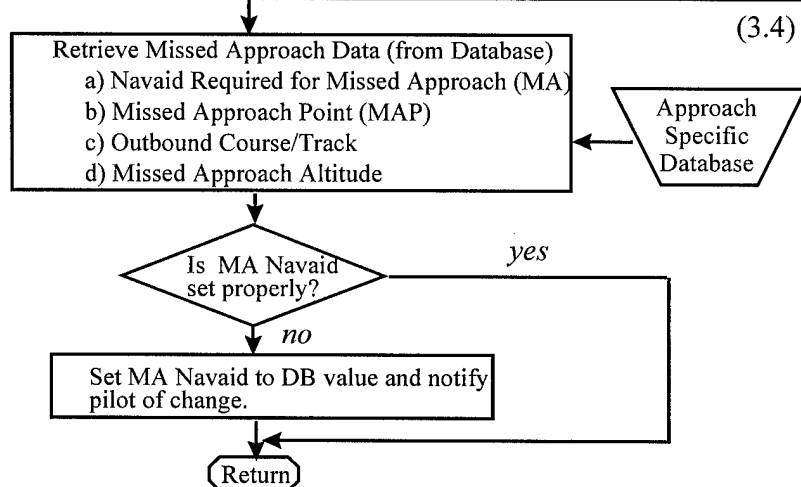 (3.4)
Retrieve Missed Approach Data (from Database)
a) Navaid Required for Missed Approach (MA)
b) Missed Approach Point (MAP)
c) Outbound Course/Track
d) Missed Approach Altitude
Approach
Specific
Database
Is MA Navaid
set properly?
yes
no
Set MA Navaid to DB value and notify
pilot of change.
Return